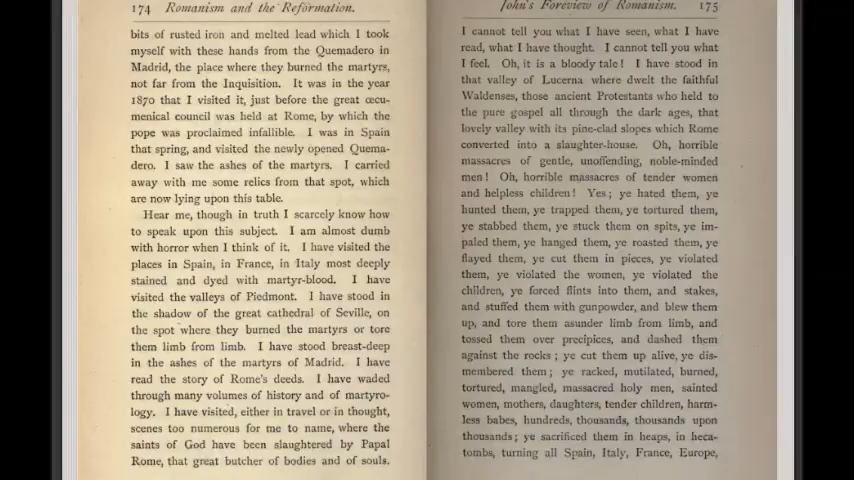 174 Romanism and the Reformation.
bits of rusted iron and melted lead which I took
myself with these hands from the Quemadero in
Madrid, the place where they burned the martyrs,
not far from the Inquisition. It was in the year
1870 that I visited it, just before the great œcu-
menical council was held at Rome, by which the
pope was proclaimed infallible. I was in Spain
that spring, and visited the newly opened Quema-
dero. I saw the ashes of the martyrs. I carried
away with me some relics from that spot, which
are now lying upon this table.
Hear me, though in truth I scarcely know how
to speak upon this subject. I am almost dumb
with horror when I think of it. I have visited the
places in Spain, in France, in Italy most deeply
stained and dyed with martyr-blood. I have
visited the valleys of Piedmont. I have stood in
the shadow of the great cathedral of Seville, on
the spot where they burned the martyrs or tore
them limb from limb. I have stood breast-deep
in the ashes of the martyrs of Madrid. I have
read the story of Rome's deeds. I have waded
through many volumes of history and of martyro-
logy. I have visited, either in travel or in thought,
scenes too numerous for me to name, where the
saints of God have been slaughtered by Papal
Rome, that great butcher of bodies and of souls.
John's Foreview of Romanism. 175
I cannot tell you what I have seen, what I have
read, what I have thought. I cannot tell you what
I feel. Oh, it is a bloody tale! I have stood in
that valley of Lucerna where dwelt the faithful
Waldenses, those ancient Protestants who held to
the pure gospel all through the dark ages, that
lovely valley with its pine-clad slopes which Rome
converted into a slaughter-house. Oh, horrible
massacres of gentle, unoffending, noble-minded
men! Oh, horrible massacres of tender women
and helpless children! Yes; ye hated them, ye
hunted them, ye trapped them, ye tortured them,
ye stabbed them, ye stuck them on spits, ye im-
paled them, ye hanged them, ye roasted them, ye
flayed them, ye cut them in pieces, ye violated
them, ye violated the women, ye violated the
children, ye forced flints into them, and stakes,
and stuffed them with gunpowder, and blew them
up, and tore them asunder limb from limb, and
tossed them over precipices, and dashed them
against the rocks; ye cut them up alive, ye dis-
membered them; ye racked, mutilated, burned,
tortured, mangled, massacred holy men, sainted
women, mothers, daughters, tender children, harm-
less babes, hundreds, thousands, thousands upon
thousands; ye sacrificed them in heaps, in heca-
tombs, turning all Spain, Italy, France, Europe,